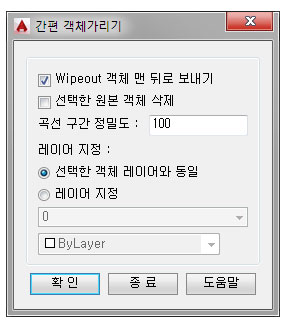 간편 객체가리기
Wipeout 객체 맨 뒤로 보내기
선택한 원본 객체 삭제
곡선 구간 정밀도 : 100
레이어 지정 :
선택한 객체 레이어와 동일
레이어 지정
0
ByLayer
확 인 종 료 도움말